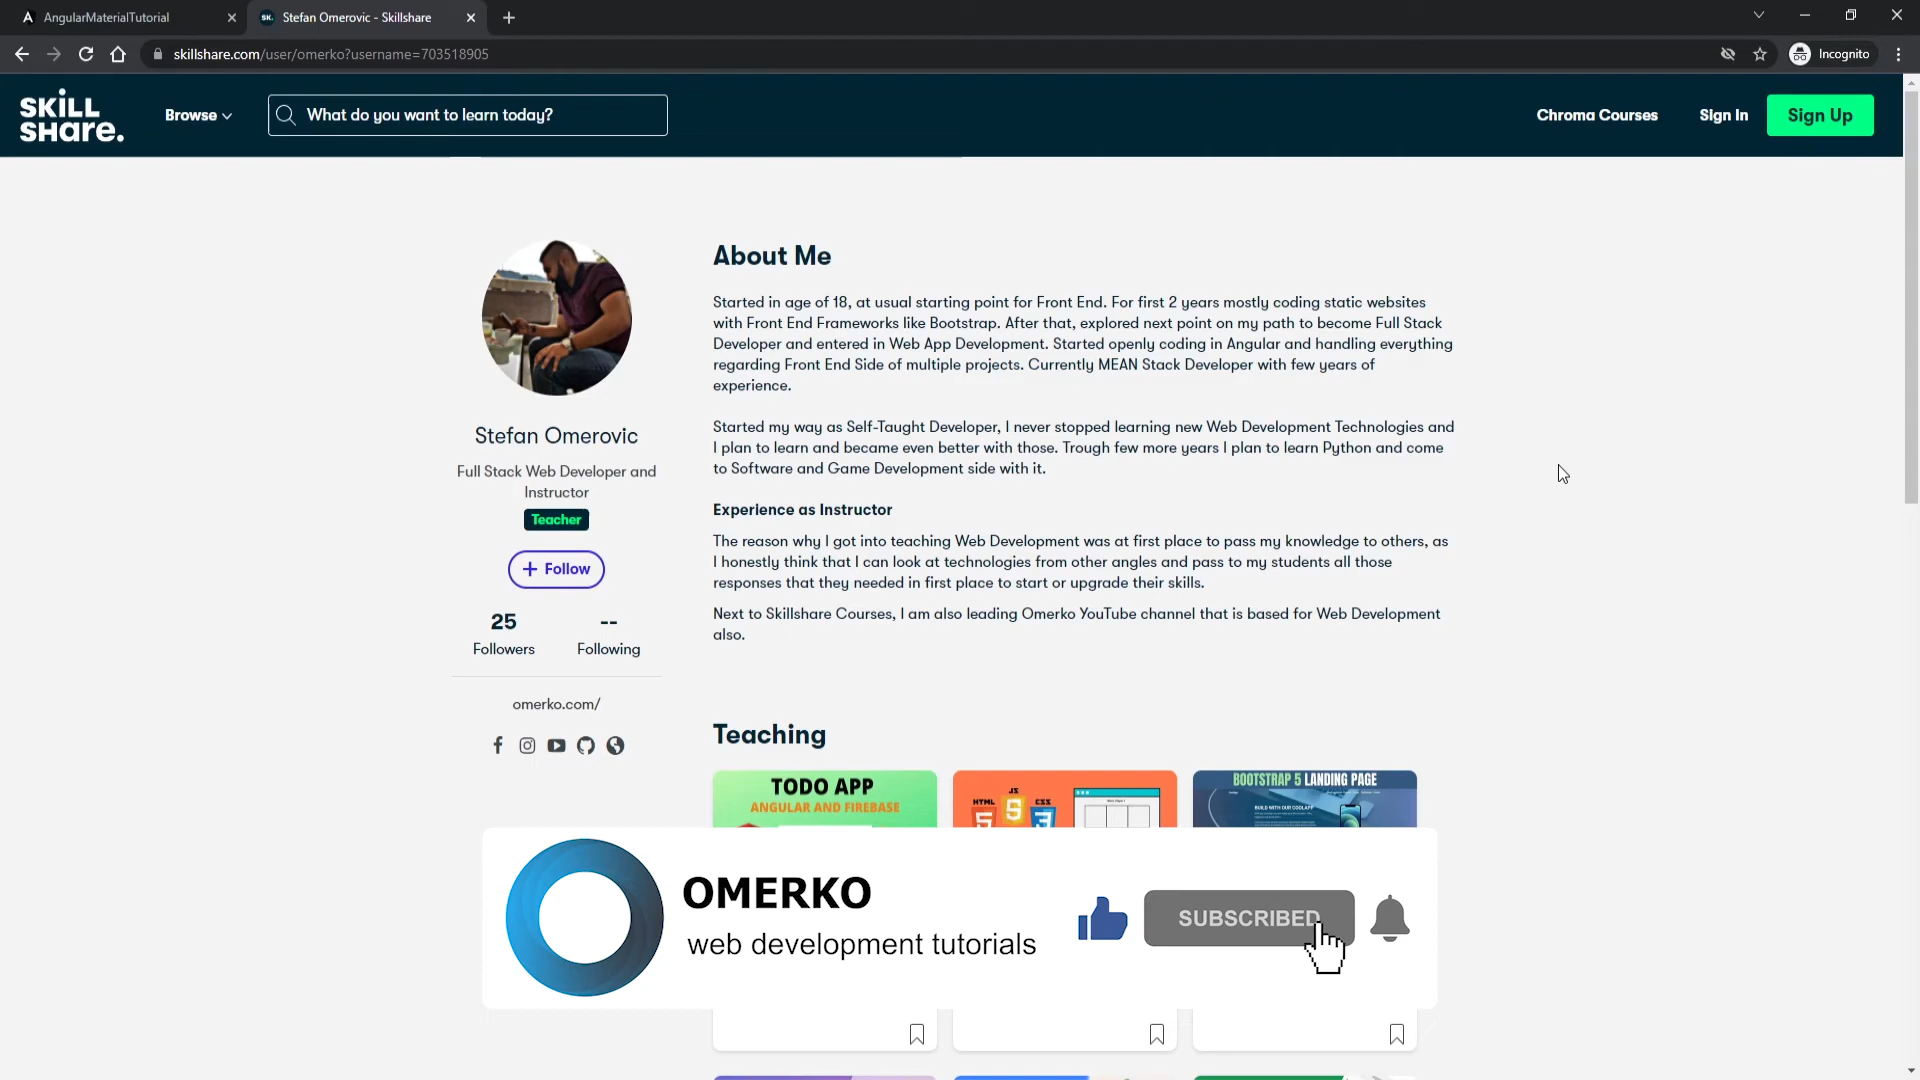 AngularMaterialTutorial
SK. Stefan Omerovic - Skillshare
skillshare.com/user/omerko?username=703518905
Incognito
SKILL
SHare.
Browse
What do you want to learn today?
Chroma Courses
Sign In
Sign Up
Stefan Omerovic
Full Stack Web Developer and
Instructor
Teacher
+ Follow
25
--
Followers
Following
omerko.com/
About Me
Started in age of 18, at usual starting point for Front End. For first 2 years mostly coding static websites
with Front End Frameworks like Bootstrap. After that, explored next point on my path to become Full Stack
Developer and entered in Web App Development. Started openly coding in Angular and handling everything
regarding Front End Side of multiple projects. Currently MEAN Stack Developer with few years of
experience.
Started my way as Self-Taught Developer, I never stopped learning new Web Development Technologies and
I plan to learn and became even better with those. Trough few more years I plan to learn Python and come
to Software and Game Development side with it.
Experience as Instructor
The reason why I got into teaching Web Development was at first place to pass my knowledge to others, as
I honestly think that I can look at technologies from other angles and pass to my students all those
responses that they needed in first place to start or upgrade their skills.
Next to Skillshare Courses, I am also leading Omerko YouTube channel that is based for Web Development
also.
Teaching
TODO APP
ANGULAR AND FIREBASE
HTML
JS
CSS
BOOTSTRAP 5 LANDING PAGE
BUILD WITH OUR COOLAPP
OMERKO
web development tutorials
SUBSCRIBED